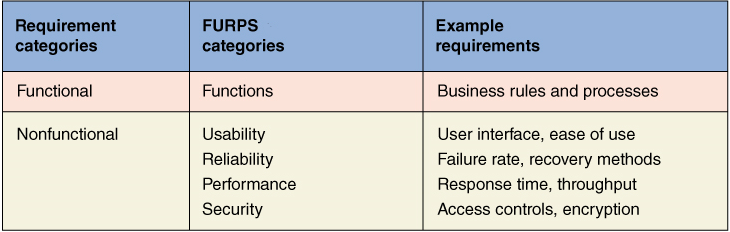 Requirement categories
FURPS categories
Example requirements
Functional
Functions
Business rules and processes
Nonfunctional
Usability
User interface, ease of use
Reliability
Failure rate, recovery methods
Performance
Response time, throughput
Security
Access controls, encryption